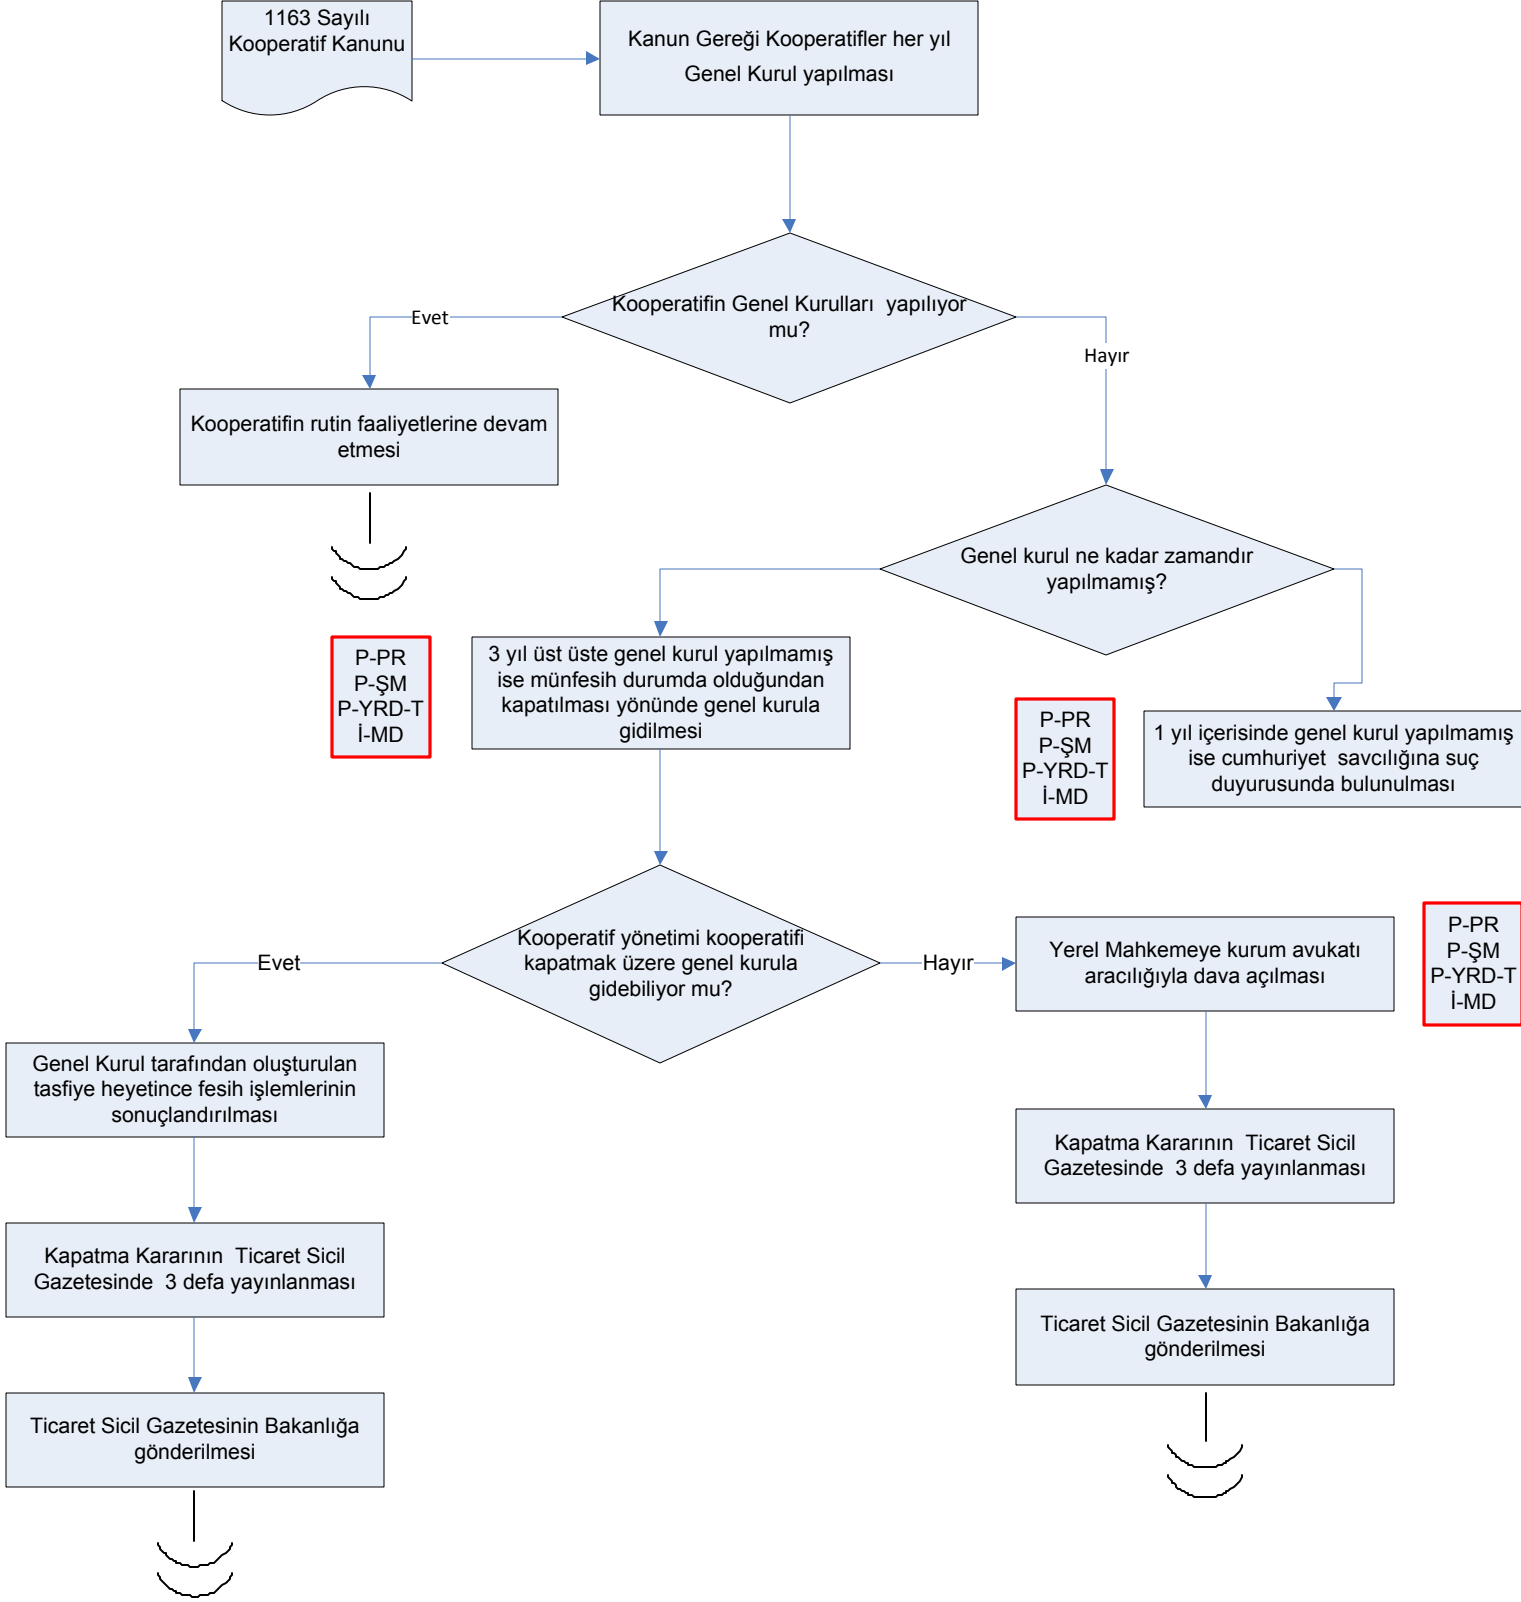 1163 Sayılı
Kooperatif Kanunu
Kanun Gereği Kooperatifler her yıl
Genel Kurul yapılması
Kooperatifin Genel Kurulları yapılıyor
mu?
Evet
Hayır
Kooperatifin rutin faaliyetlerine devam
etmesi
Genel kurul ne kadar zamandır
yapılmamış?
P-PR
P-ŞM
P-YRD-T
İ-MD
3 yıl üst üste genel kurul yapılmamış
ise münfesih durumda olduğundan
kapatılması yönünde genel kurula
gidilmesi
P-PR
P-ŞM
P-YRD-T
İ-MD
1 yıl içerisinde genel kurul yapılmamış
ise cumhuriyet savcılığına suç
duyurusunda bulunulması
Kooperatif yönetimi kooperatifi
kapatmak üzere genel kurula
gidebiliyor mu?
Evet
Hayır
Yerel Mahkemeye kurum avukatı
aracılığıyla dava açılması
P-PR
P-ŞM
P-YRD-T
İ-MD
Genel Kurul tarafından oluşturulan
tasfiye heyetince fesih işlemlerinin
sonuçlandırılması
Kapatma Kararının Ticaret Sicil
Gazetesinde 3 defa yayınlanması
Kapatma Kararının Ticaret Sicil
Gazetesinde 3 defa yayınlanması
Ticaret Sicil Gazetesinin Bakanlığa
gönderilmesi
Ticaret Sicil Gazetesinin Bakanlığa
gönderilmesi